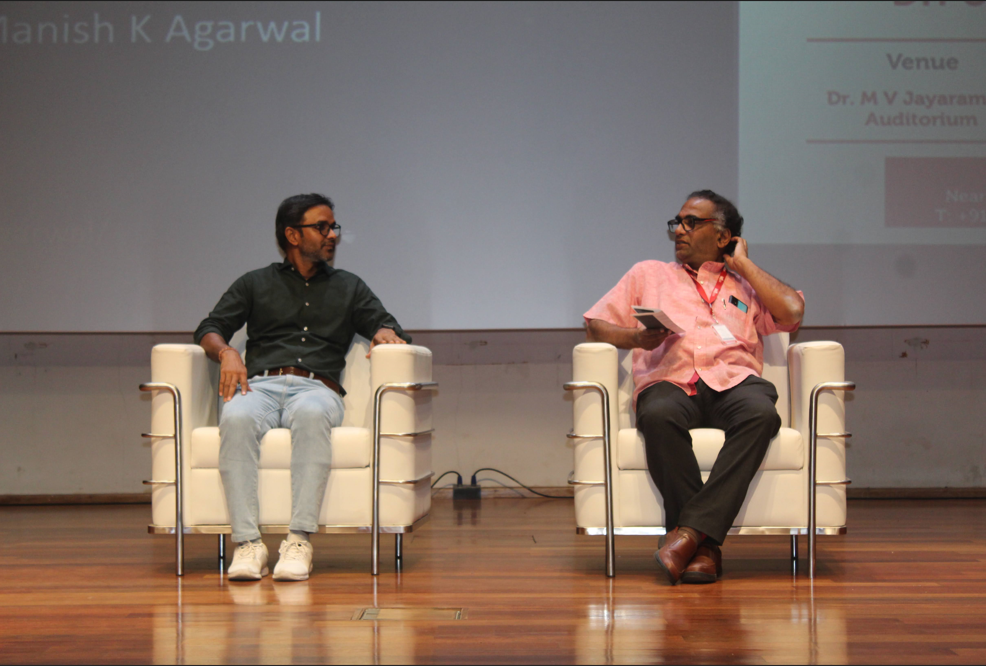 Manish K Agarwal
Venue
Dr. M V Jayaram
Auditorium